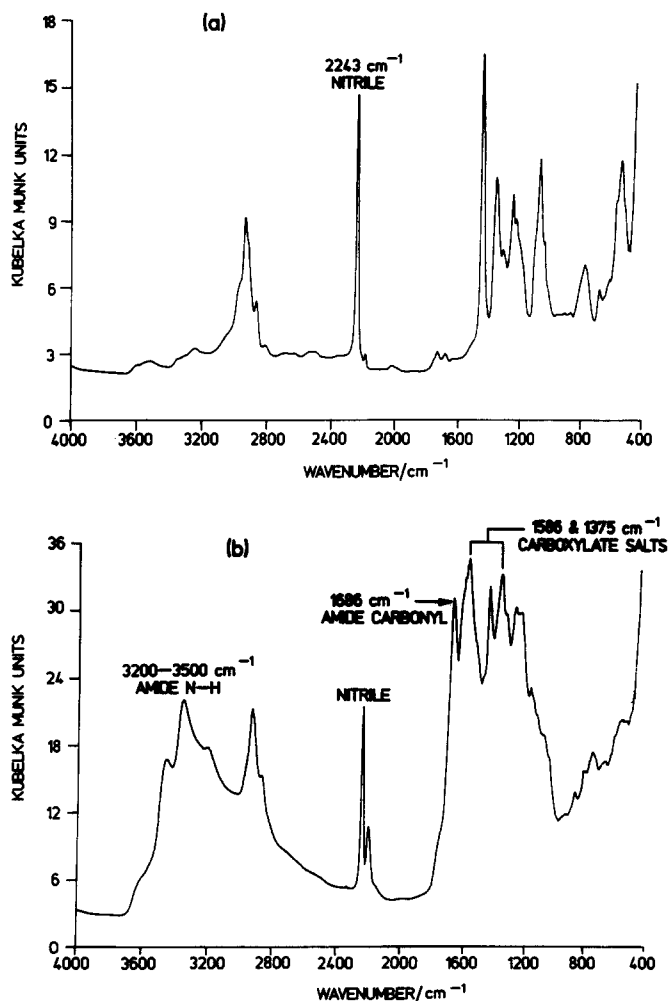 (a)
18
15
12
9
6
3
0
KUBELKA MUNK UNITS
2243 cm⁻¹
NITRILE
4000 3600 3200 2800 2400 2000 1600 1200 800 400
WAVENUMBER/cm⁻¹
(b)
36
30
24
18
12
6
0
KUBELKA MUNK UNITS
1586 & 1375 cm⁻¹
CARBOXYLATE SALTS
1686 cm⁻¹
AMIDE CARBONYL
3200—3500 cm⁻¹
AMIDE N—H
NITRILE
4000 3600 3200 2800 2400 2000 1600 1200 800 400
WAVENUMBER/cm⁻¹